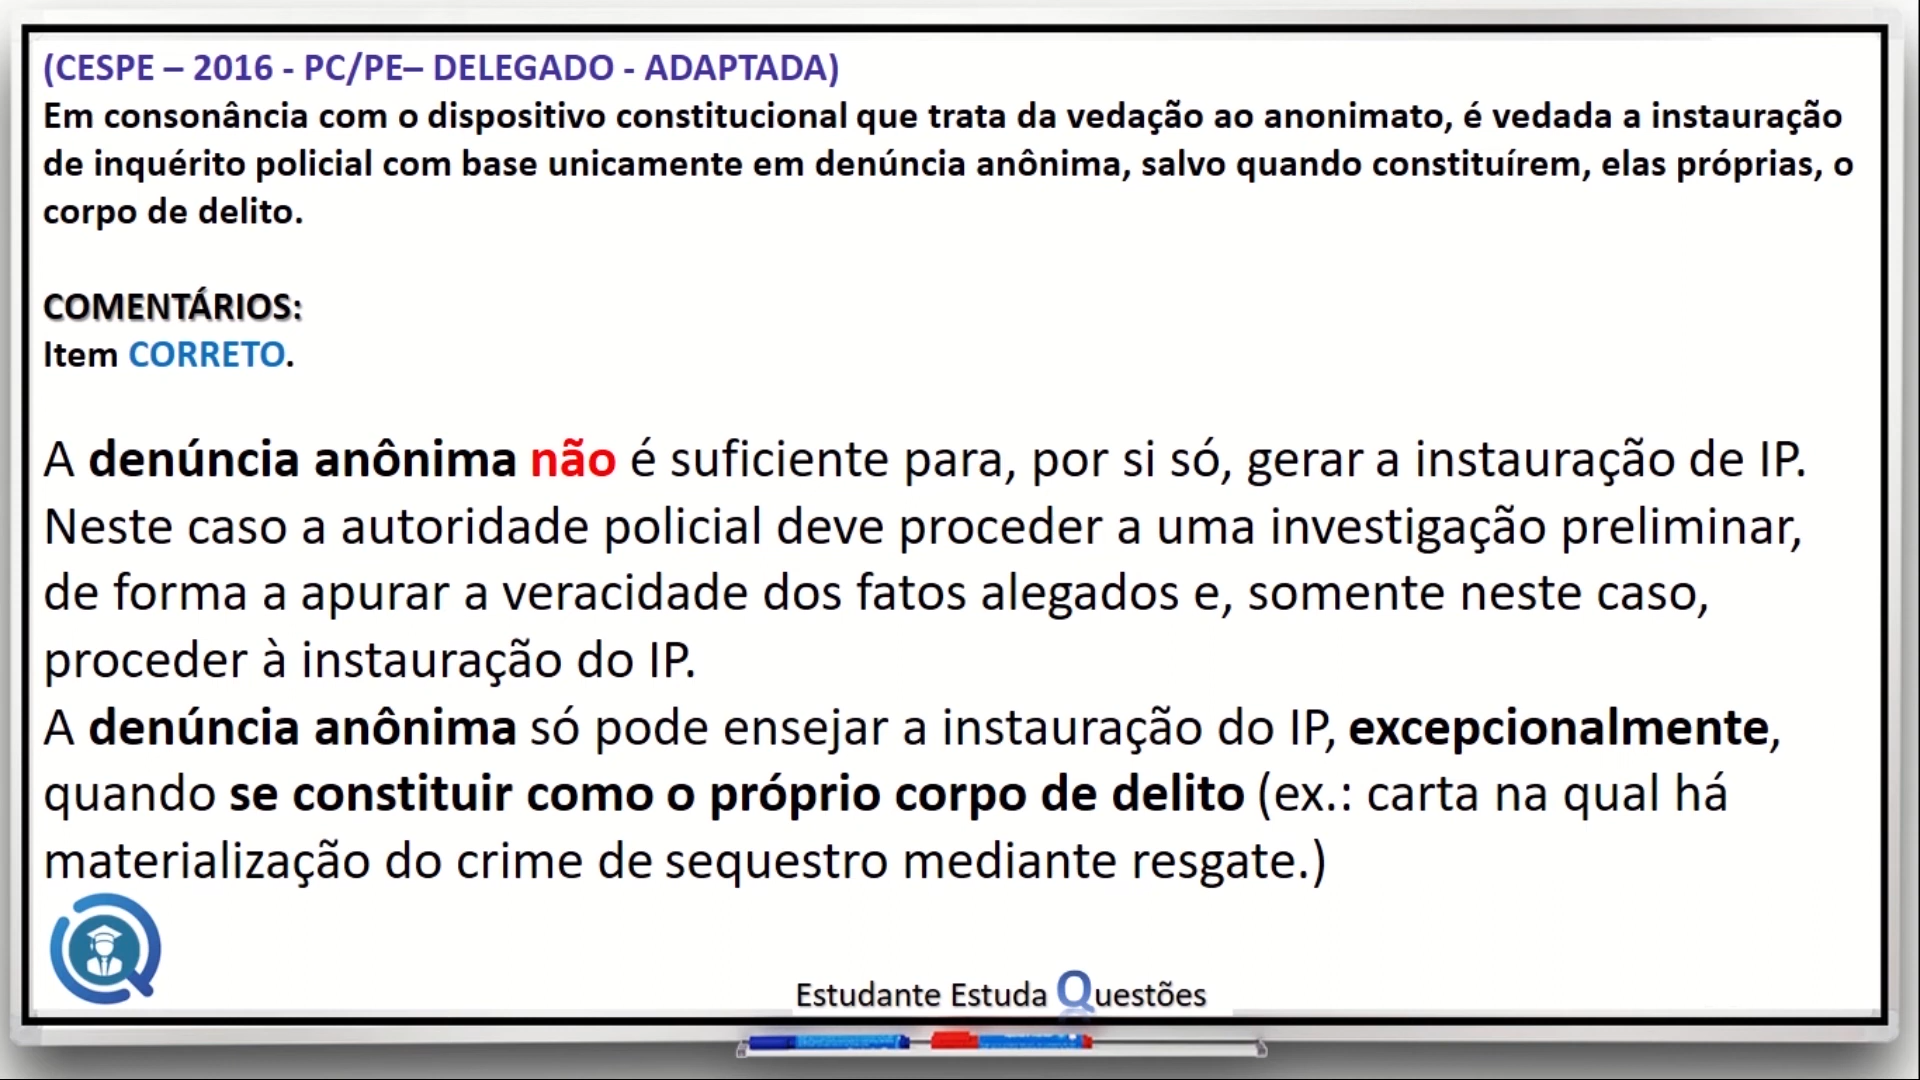 (CESPE – 2016 - PC/PE– DELEGADO - ADAPTADA)
Em consonância com o dispositivo constitucional que trata da vedação ao anonimato, é vedada a instauração
de inquérito policial com base unicamente em denúncia anônima, salvo quando constituírem, elas próprias, o
corpo de delito.
COMENTÁRIOS:
Item CORRETO.
A denúncia anônima não é suficiente para, por si só, gerar a instauração de IP.
Neste caso a autoridade policial deve proceder a uma investigação preliminar,
de forma a apurar a veracidade dos fatos alegados e, somente neste caso,
proceder à instauração do IP.
A denúncia anônima só pode ensejar a instauração do IP, excepcionalmente,
quando se constituir como o próprio corpo de delito (ex.: carta na qual há
materialização do crime de sequestro mediante resgate.)
Estudante Estuda Questões